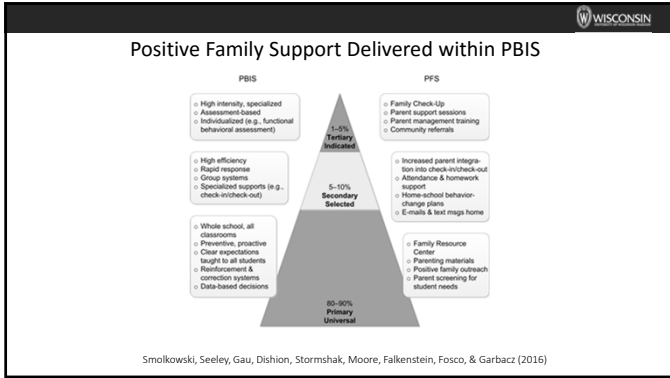 WISCONSIN
Positive Family Support Delivered within PBIS
PBIS
○ High intensity, specialized
○ Assessment-based
○ Individualized (e.g., functional
behavioral assessment)
○ High efficiency
○ Rapid response
○ Group systems
○ Specialized supports (e.g.,
check-in/check-out)
○ Whole school, all
classrooms
○ Preventive, proactive
○ Clear expectations
taught to all students
○ Reinforcement &
correction systems
○ Data-based decisions
1–5%
Tertiary
Indicated
5–10%
Secondary
Selected
80–90%
Primary
Universal
PFS
○ Family Check-Up
○ Parent support sessions
○ Parent management training
○ Community referrals
○ Increased parent integra-
tion into check-in/check-out
○ Attendance & homework
support
○ Home-school behavior-
change plans
○ E-mails & text msgs home
○ Family Resource
Center
○ Parenting materials
○ Positive family outreach
○ Parent screening for
student needs
Smolkowski, Seeley, Gau, Dishion, Stormshak, Moore, Falkenstein, Fosco, & Garbacz (2016)